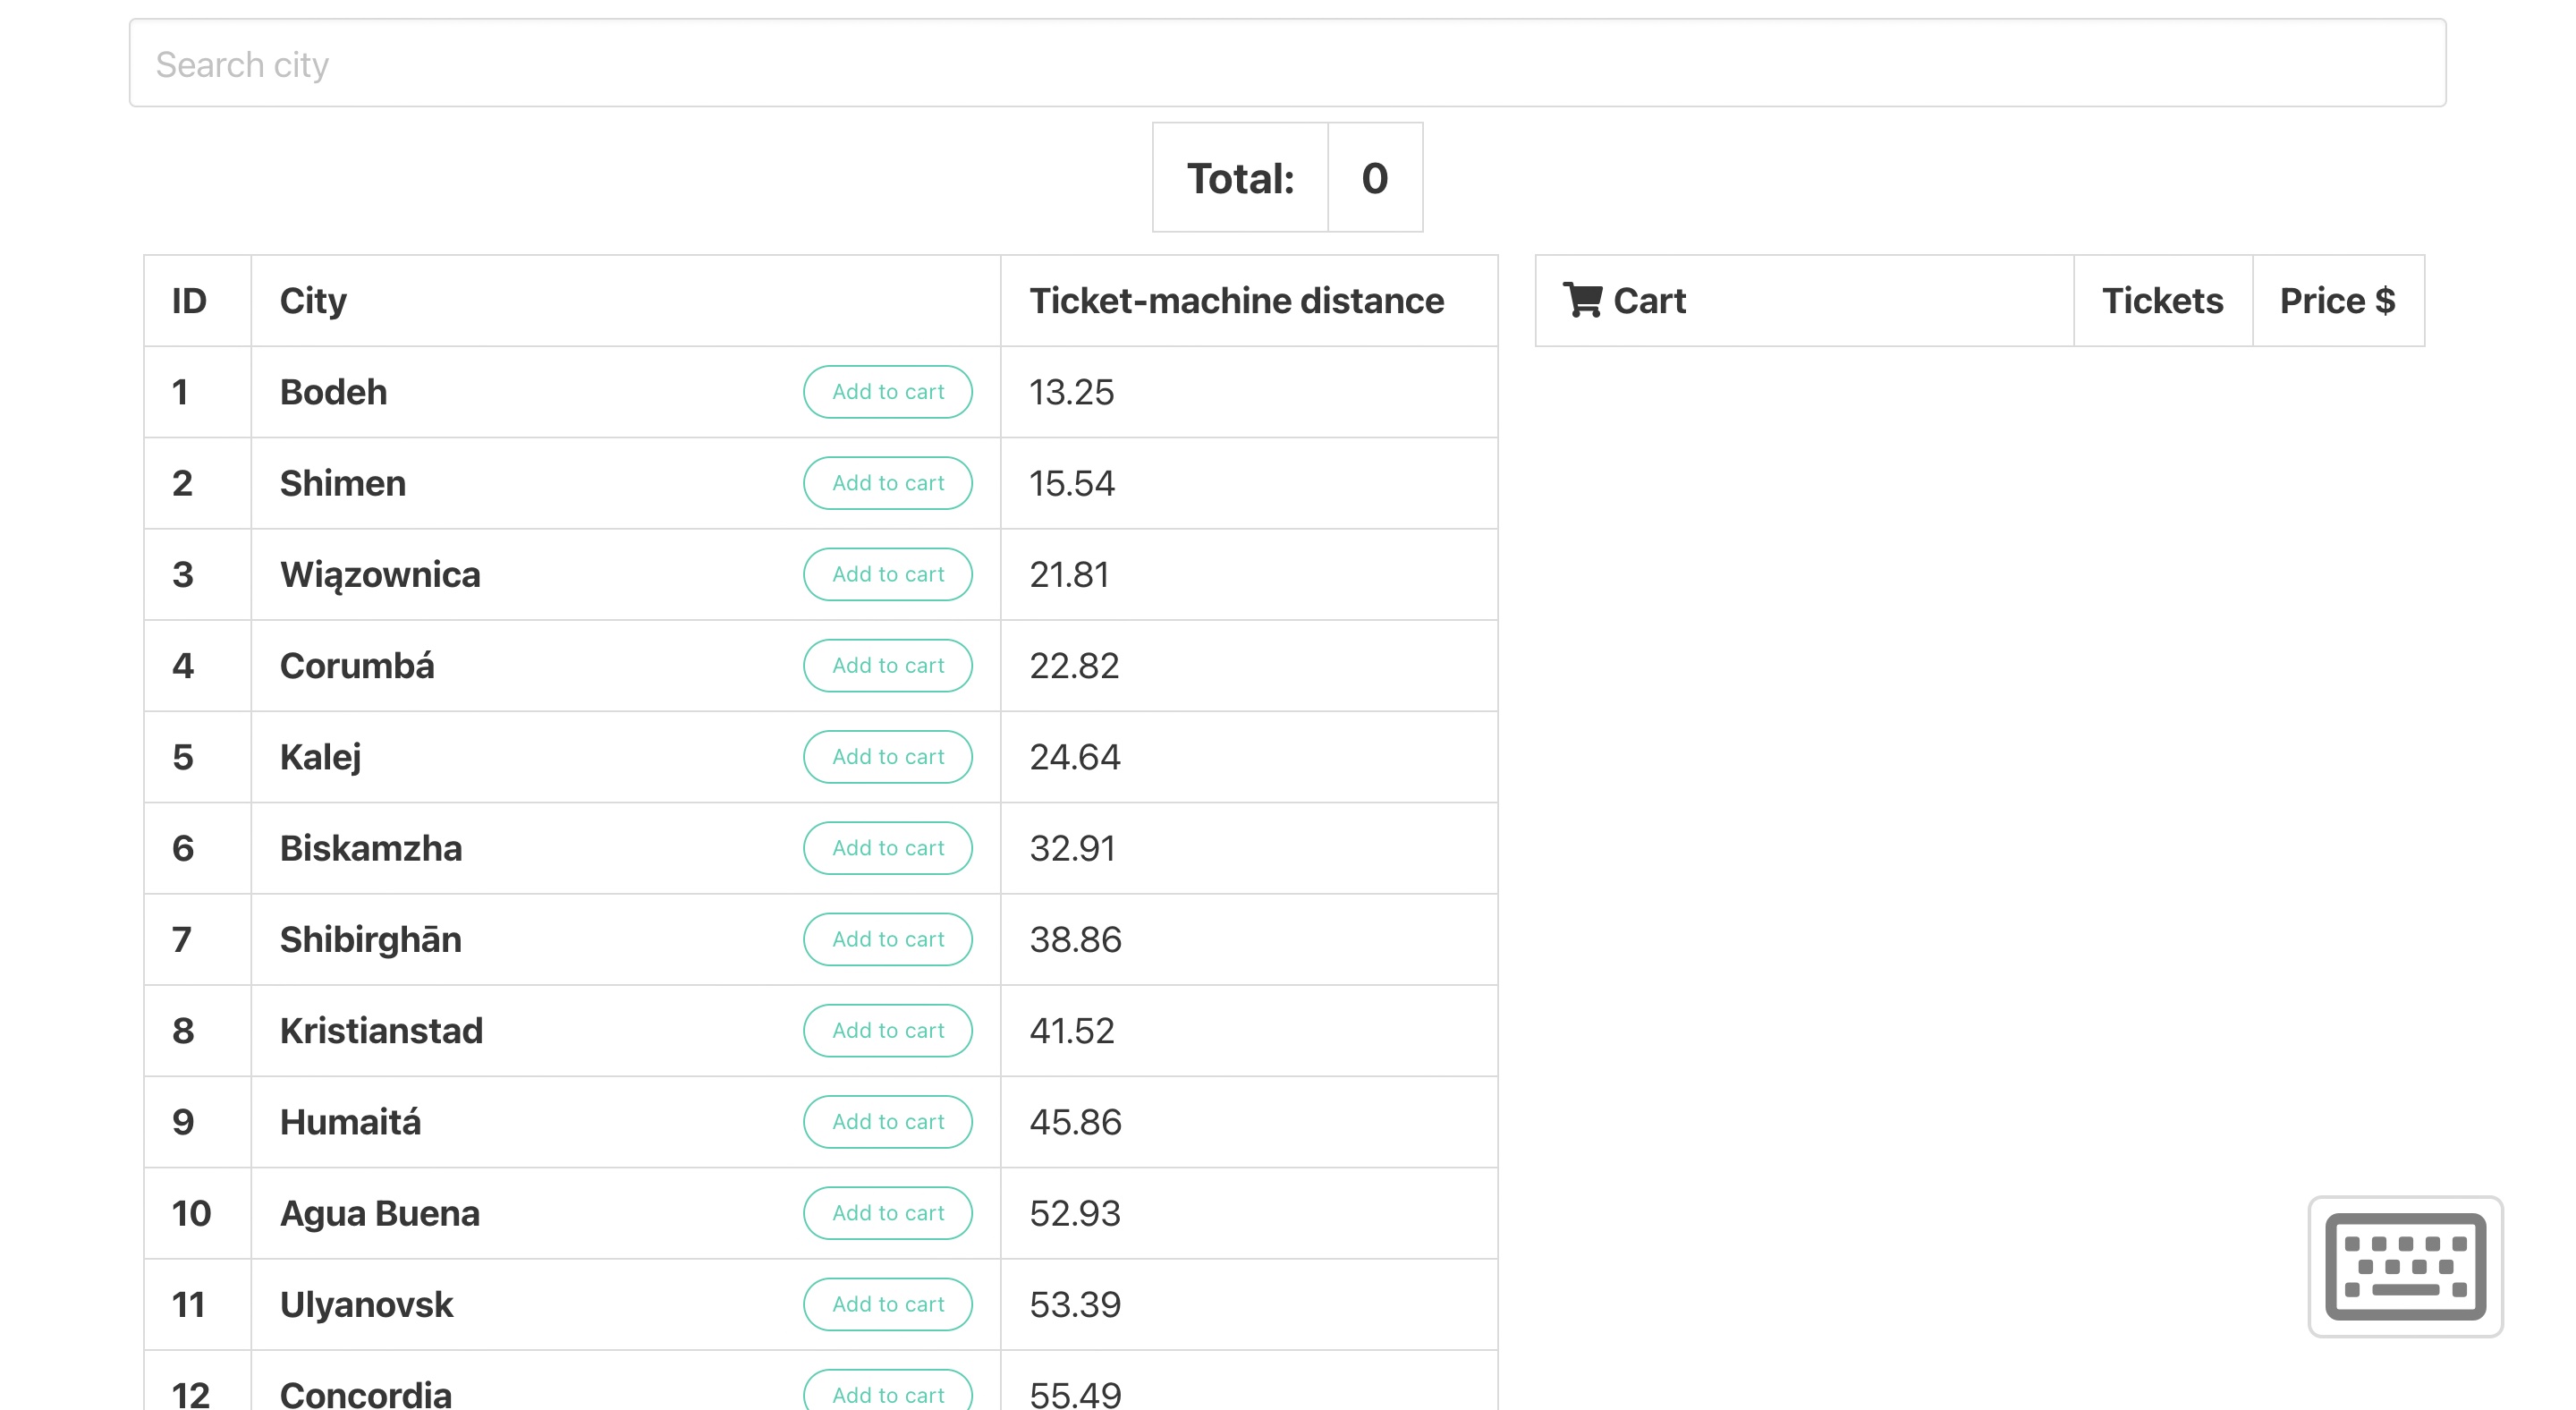 Search city
Total: 0
ID City Ticket-machine distance
1 Bodeh Add to cart 13.25
2 Shimen Add to cart 15.54
3 Wiązownica Add to cart 21.81
4 Corumbá Add to cart 22.82
5 Kalej Add to cart 24.64
6 Biskamzha Add to cart 32.91
7 Shibirghān Add to cart 38.86
8 Kristianstad Add to cart 41.52
9 Humaitá Add to cart 45.86
10 Agua Buena Add to cart 52.93
11 Ulyanovsk Add to cart 53.39
12 Concordia Add to cart 55.49
Cart Tickets Price $